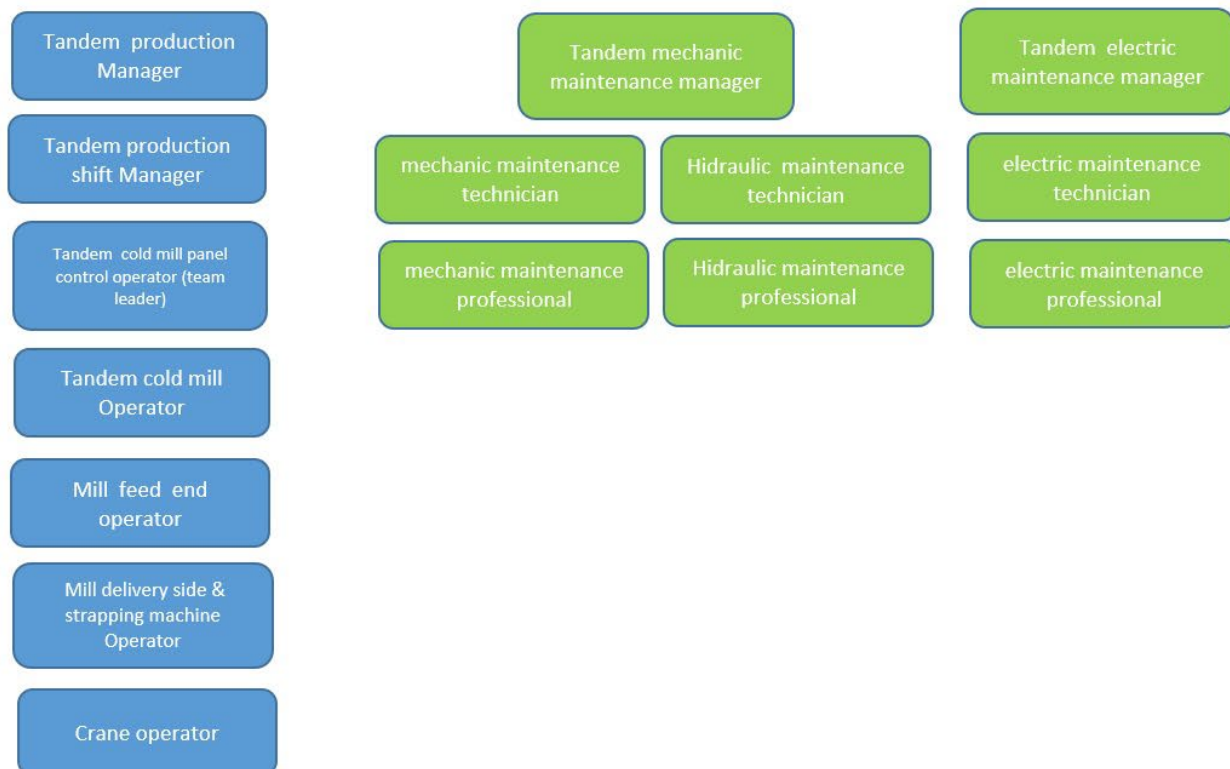 Tandem production
Manager
Tandem production
shift Manager
Tandem cold mill panel
control operator (team
leader)
Tandem cold mill
Operator
Mill feed end
operator
Mill delivery side &
strapping machine
Operator
Crane operator
Tandem mechanic
maintenance manager
mechanic maintenance
technician
Hidraulic maintenance
technician
mechanic maintenance
professional
Hidraulic maintenance
professional
Tandem electric
maintenance manager
electric maintenance
technician
electric maintenance
professional